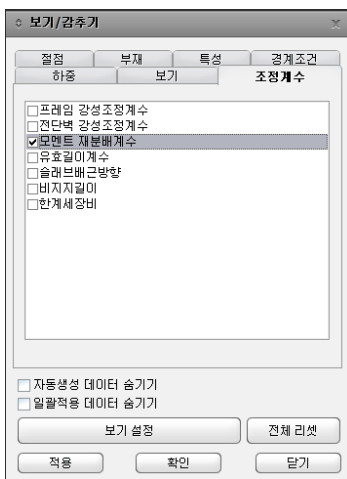 보기/감추기
절점 부재 특성 경계조건
하중 보기 조정계수
프레임 강성조정계수
전단벽 강성조정계수
모멘트 재분배계수
유효길이계수
슬래브배근방향
비지지길이
한계세장비
자동생성 데이터 숨기기
일괄적용 데이터 숨기기
보기 설정 전체 리셋
적용 확인 닫기